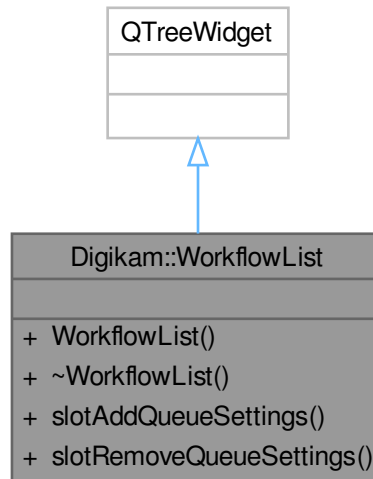 QTreeWidget
Digikam::WorkflowList
+ WorkflowList()
+ ~WorkflowList()
+ slotAddQueueSettings()
+ slotRemoveQueueSettings()